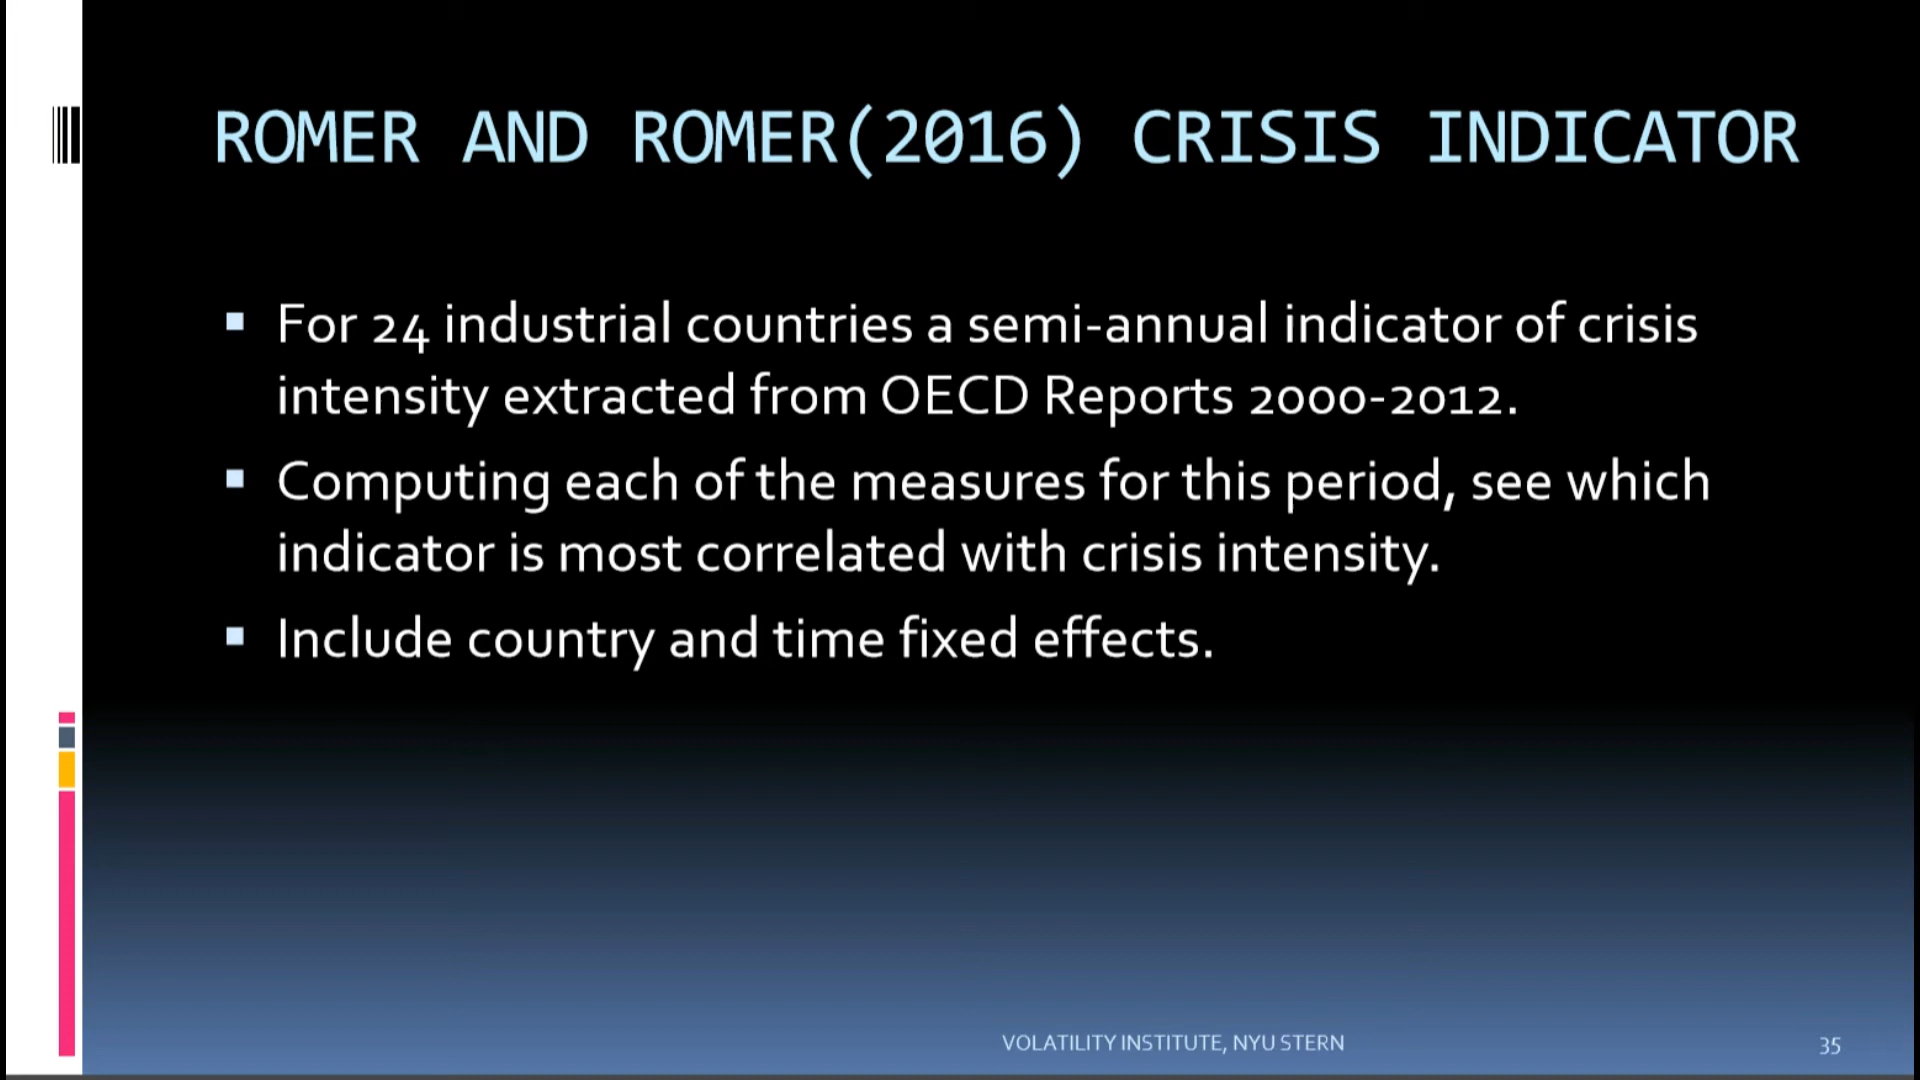 ROMER AND ROMER(2016) CRISIS INDICATOR
▪ For 24 industrial countries a semi-annual indicator of crisis
intensity extracted from OECD Reports 2000-2012.
▪ Computing each of the measures for this period, see which
indicator is most correlated with crisis intensity.
▪ Include country and time fixed effects.
VOLATILITY INSTITUTE, NYU STERN
35